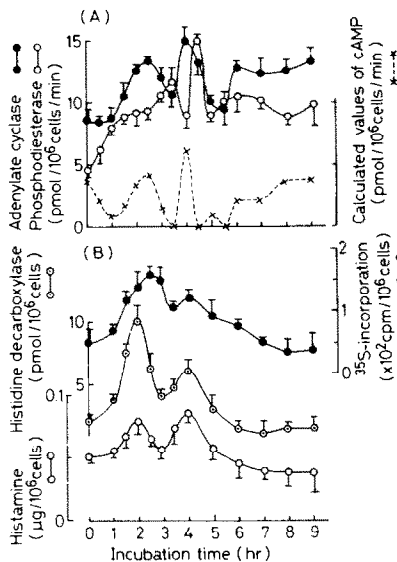 (A)
15
10
5
0
Adenylate cyclase
Phosphodiesterase
(pmol/10⁶cells/min)
Calculated values of cAMP
(pmol/10⁶cells/min)
(B)
10
5
Histidine decarboxylase
(pmol/10⁶cells)
2
1
0
³⁵S-incorporation
(x10²cpm/10⁶cells)
0.1
0
Histamine
(μg/10⁶cells)
0 1 2 3 4 5 6 7 8 9
Incubation time (hr)